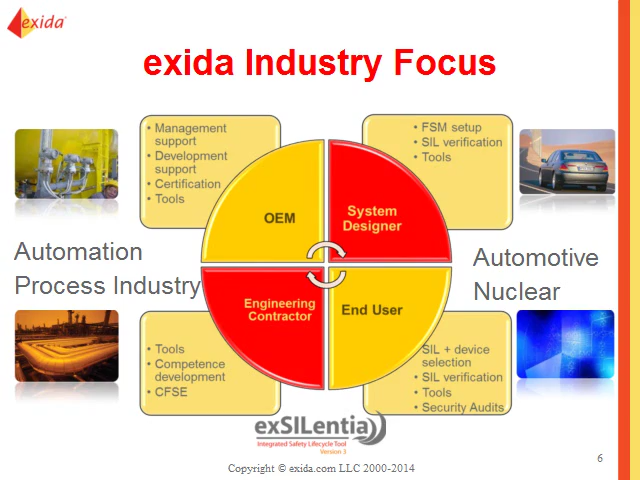 exida
exida Industry Focus
• Management
support
• Development
support
• Certification
• Tools
• FSM setup
• SIL verification
• Tools
OEM
System
Designer
Automation
Process Industry
Automotive
Nuclear
Engineering
Contractor
End User
• Tools
• Competence
development
• CFSE
SIL + device
selection
• SIL verification
• Tools
• Security Audits
exSILentia
Integrated Safety Lifecycle Tool
Version 3
Copyright © exida.com LLC 2000-2014
6